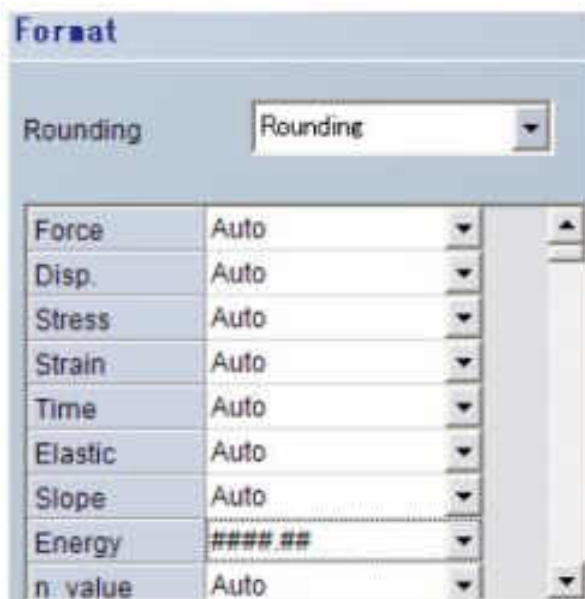 Format
Rounding Rounding
Force Auto
Disp. Auto
Stress Auto
Strain Auto
Time Auto
Elastic Auto
Slope Auto
Energy ####.##
n_value Auto